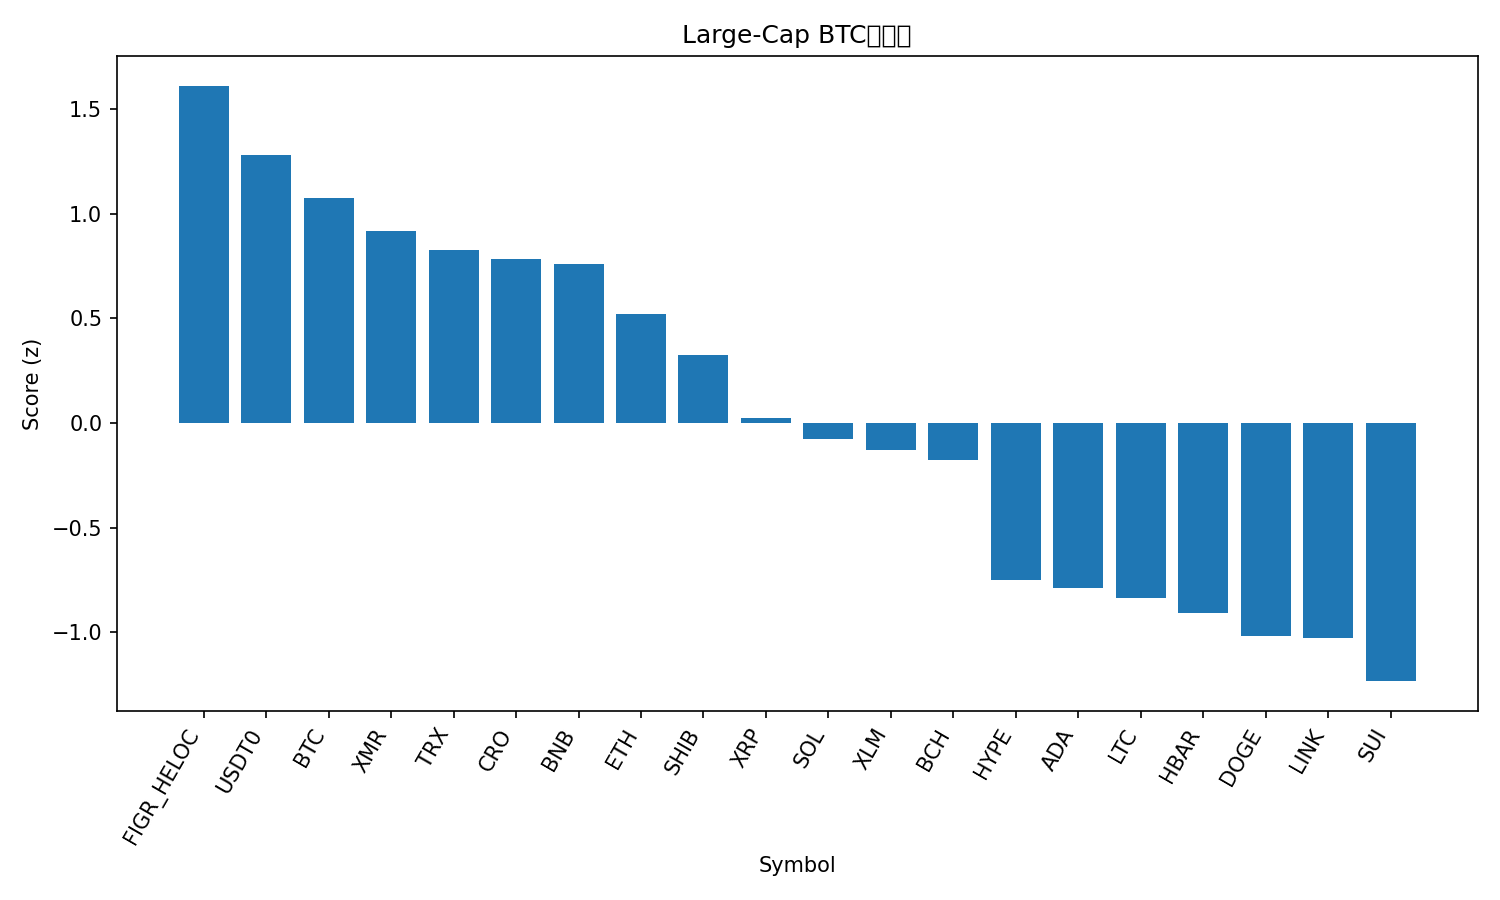 Large-Cap BTC
1.5
1.0
0.5
0.0
−0.5
−1.0
Score (z)
FIGR_HELOC
USDT0
BTC
XMR
TRX
CRO
BNB
ETH
SHIB
XRP
SOL
XLM
BCH
HYPE
ADA
LTC
HBAR
DOGE
LINK
SUI
Symbol